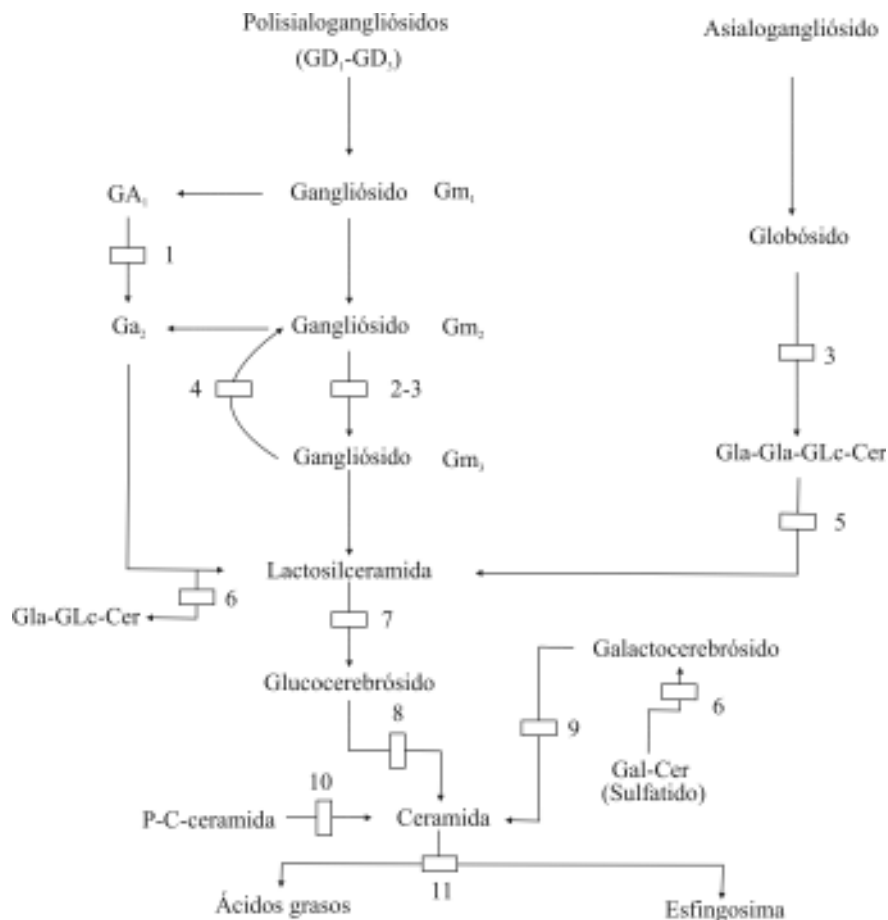 Polisialogangliósidos
(GD₁-GD₃)
Asialogangliósido
GA₁
Gangliósido Gm₁
1
Globósido
Ga₂
Gangliósido Gm₂
3
4
2-3
Gangliósido Gm₃
Gla-Gla-GLc-Cer
5
Lactosilceramida
6
Gla-GLc-Cer
7
Galactocerebrósido
Glucocerebrósido
6
8
9
Gal-Cer
(Sulfatido)
10
P-C-ceramida
Ceramida
11
Ácidos grasos
Esfingosima